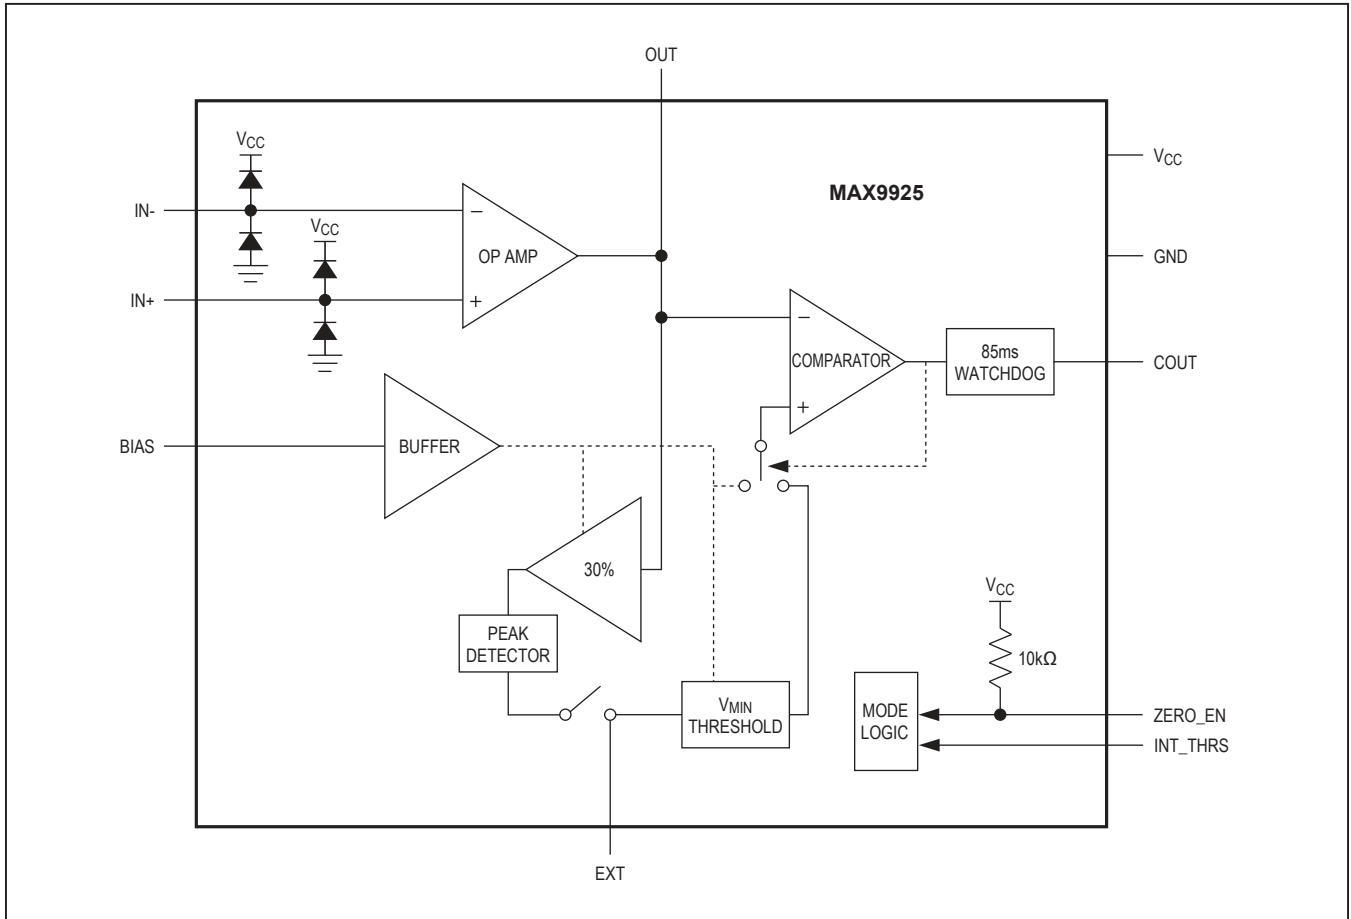 OUT
VCC
VCC
MAX9925
IN-
−
VCC
OP AMP
GND
IN+
+
−
COMPARATOR
85ms
WATCHDOG
COUT
+
BIAS
BUFFER
30%
VCC
PEAK
DETECTOR
10kΩ
VMIN
THRESHOLD
MODE
LOGIC
ZERO_EN
INT_THRS
EXT